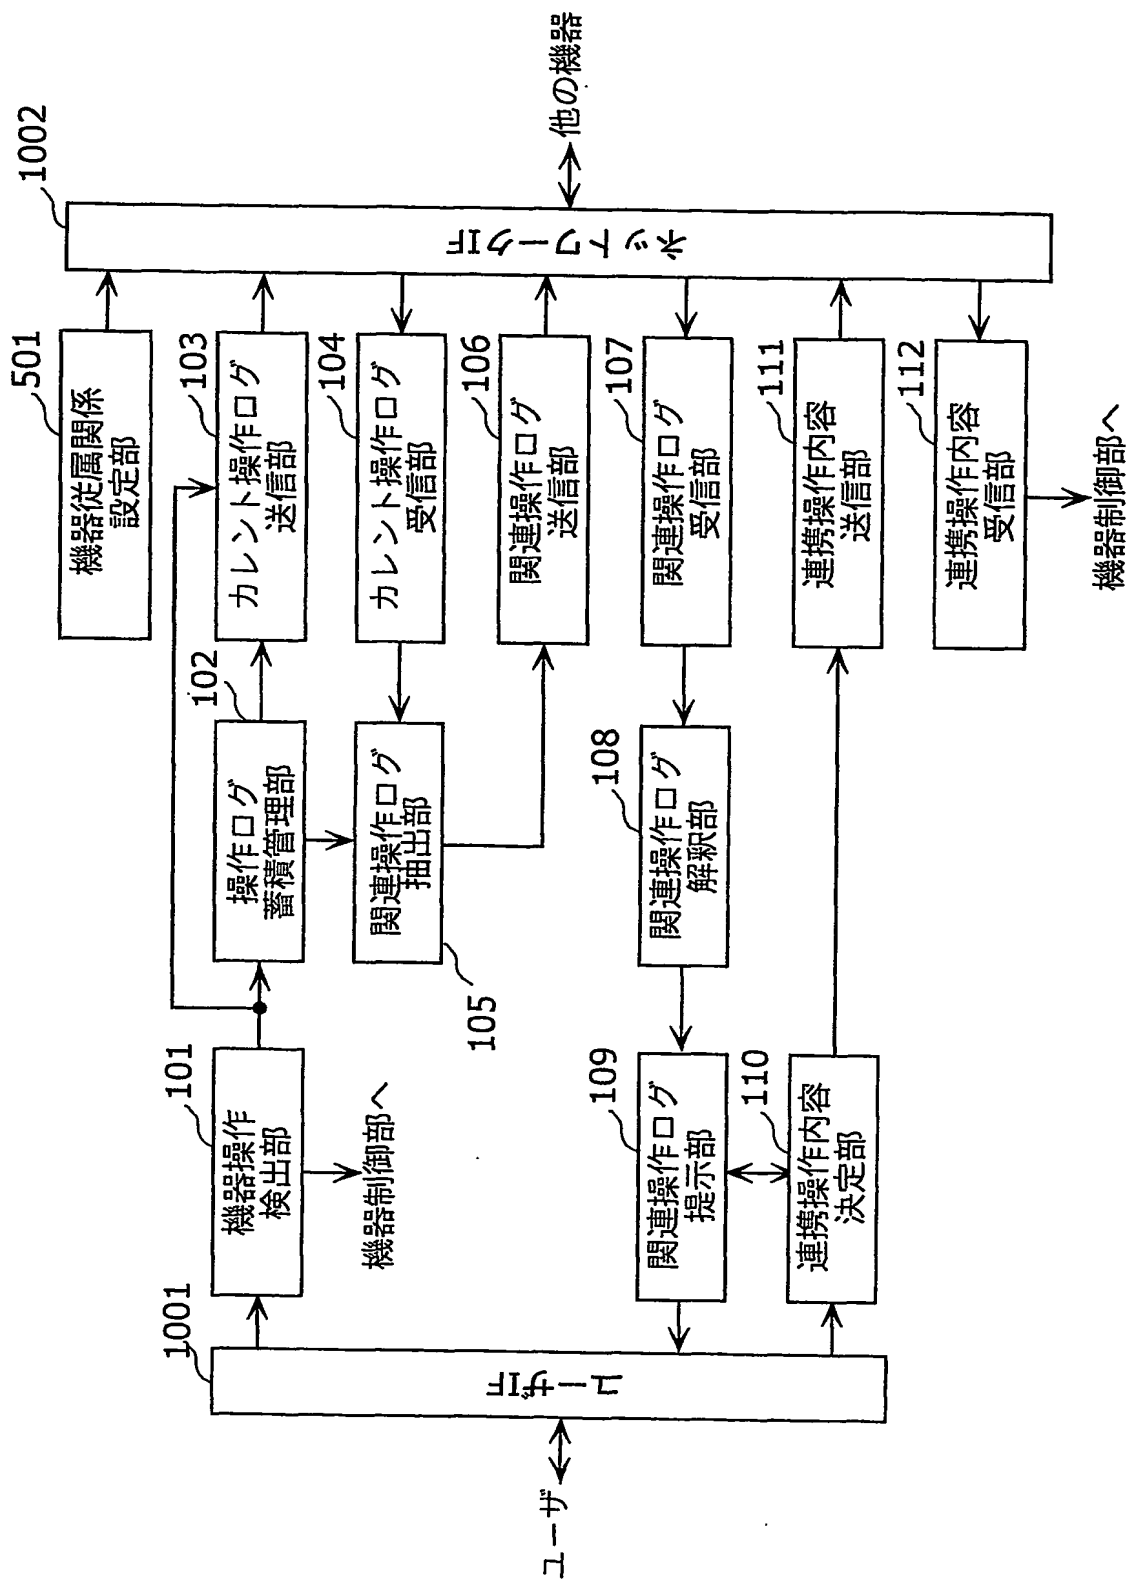 1002
501
機器従属関係
設定部
103
カレント操作ログ
送信部
104
カレント操作ログ
受信部
106
関連操作ログ
送信部
107
関連操作ログ
受信部
111
連携操作内容
送信部
112
連携操作内容
受信部
機器制御部へ
ネットワークIF
他の機器
102
操作ログ
蓄積管理部
関連操作ログ
抽出部
105
108
関連操作ログ
解釈部
101
機器操作
検出部
機器制御部へ
109
関連操作ログ
提示部
110
連携操作内容
決定部
1001
ユーザIF
ユーザ